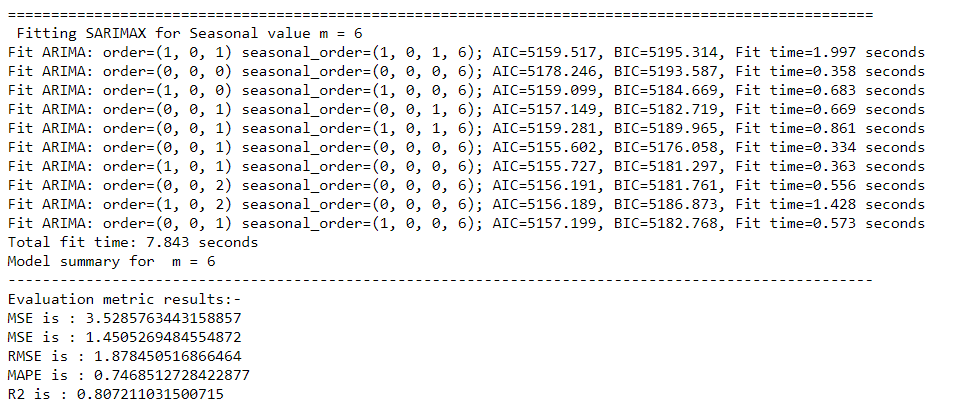 ==========================================================================================================
Fitting SARIMAX for Seasonal value m = 6
Fit ARIMA: order=(1, 0, 1) seasonal_order=(1, 0, 1, 6); AIC=5159.517, BIC=5195.314, Fit time=1.997 seconds
Fit ARIMA: order=(0, 0, 0) seasonal_order=(0, 0, 0, 6); AIC=5178.246, BIC=5193.587, Fit time=0.358 seconds
Fit ARIMA: order=(1, 0, 0) seasonal_order=(1, 0, 0, 6); AIC=5159.099, BIC=5184.669, Fit time=0.683 seconds
Fit ARIMA: order=(0, 0, 1) seasonal_order=(0, 0, 1, 6); AIC=5157.149, BIC=5182.719, Fit time=0.669 seconds
Fit ARIMA: order=(0, 0, 1) seasonal_order=(1, 0, 1, 6); AIC=5159.281, BIC=5189.965, Fit time=0.861 seconds
Fit ARIMA: order=(0, 0, 1) seasonal_order=(0, 0, 0, 6); AIC=5155.602, BIC=5176.058, Fit time=0.334 seconds
Fit ARIMA: order=(1, 0, 1) seasonal_order=(0, 0, 0, 6); AIC=5155.727, BIC=5181.297, Fit time=0.363 seconds
Fit ARIMA: order=(0, 0, 2) seasonal_order=(0, 0, 0, 6); AIC=5156.191, BIC=5181.761, Fit time=0.556 seconds
Fit ARIMA: order=(1, 0, 2) seasonal_order=(0, 0, 0, 6); AIC=5156.189, BIC=5186.873, Fit time=1.428 seconds
Fit ARIMA: order=(0, 0, 1) seasonal_order=(1, 0, 0, 6); AIC=5157.199, BIC=5182.768, Fit time=0.573 seconds
Total fit time: 7.843 seconds
Model summary for  m = 6
----------------------------------------------------------------------------------------------------------
Evaluation metric results:-
MSE is : 3.5285763443158857
MSE is : 1.4505269484554872
RMSE is : 1.878450516866464
MAPE is : 0.7468512728422877
R2 is : 0.807211031500715